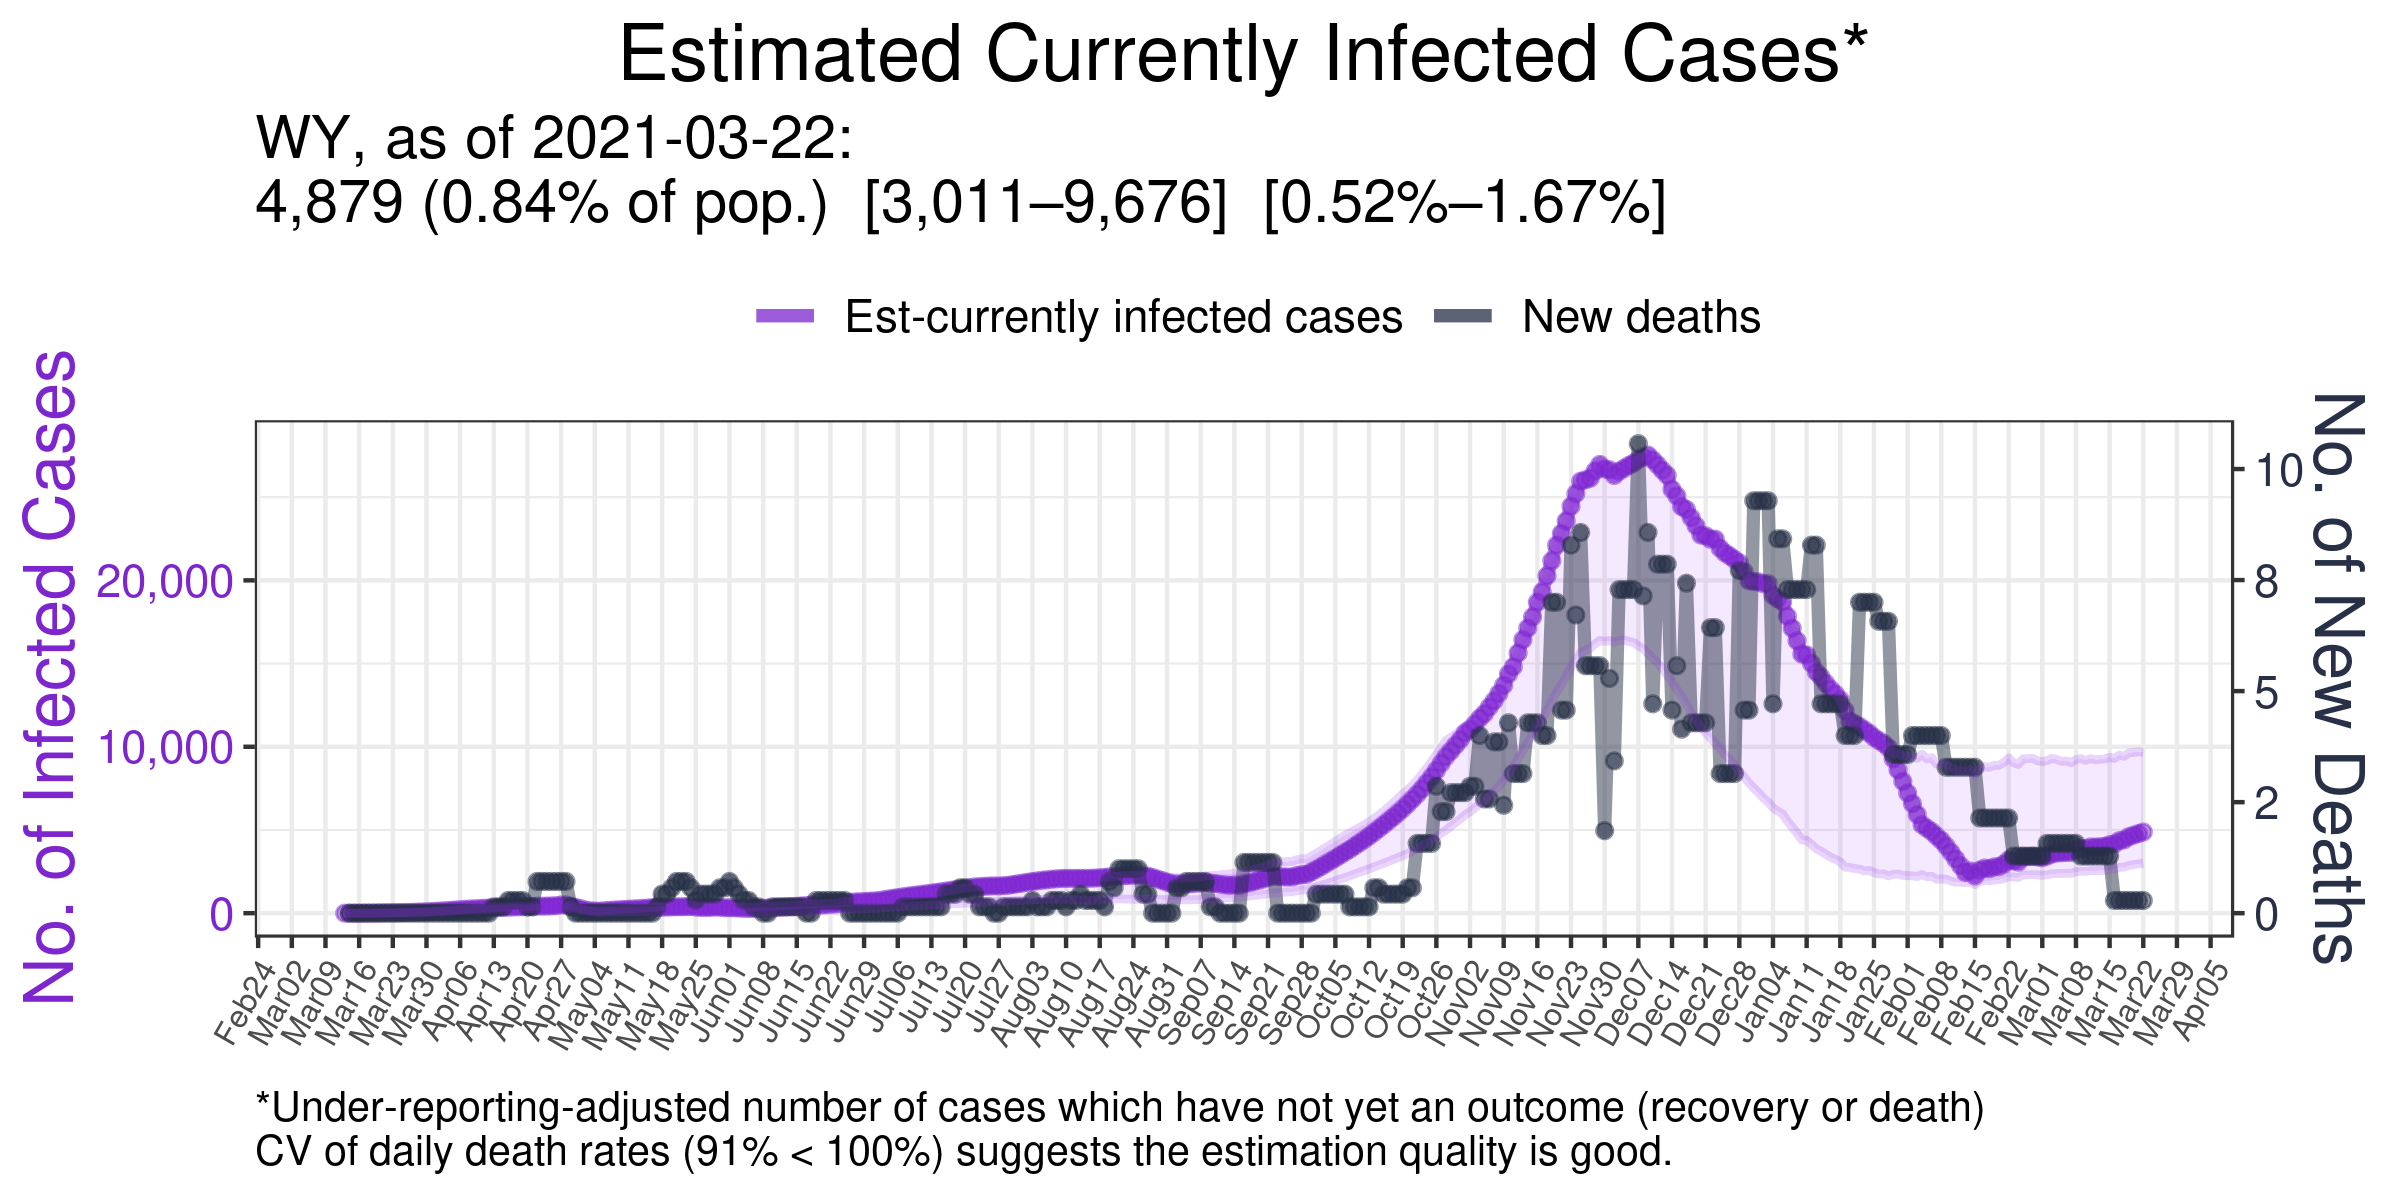 Estimated Currently Infected Cases*
WY, as of 2021-03-22:
4,879 (0.84% of pop.) [3,011–9,676] [0.52%–1.67%]
Est-currently infected cases
New deaths
No. of Infected Cases
20,000
10,000
0
10
8
5
2
0
No. of New Deaths
Feb24
Mar02
Mar09
Mar16
Mar23
Mar30
Apr06
Apr13
Apr20
Apr27
May04
May11
May18
May25
Jun01
Jun08
Jun15
Jun22
Jun29
Jul06
Jul13
Jul20
Jul27
Aug03
Aug10
Aug17
Aug24
Aug31
Sep07
Sep14
Sep21
Sep28
Oct05
Oct12
Oct19
Oct26
Nov02
Nov09
Nov16
Nov23
Nov30
Dec07
Dec14
Dec21
Dec28
Jan04
Jan11
Jan18
Jan25
Feb01
Feb08
Feb15
Feb22
Mar01
Mar08
Mar15
Mar22
Mar29
Apr05
*Under-reporting-adjusted number of cases which have not yet an outcome (recovery or death)
CV of daily death rates (91% < 100%) suggests the estimation quality is good.